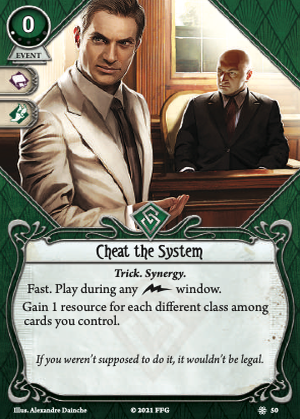 0
EVENT
Cheat the System
Trick. Synergy.
Fast. Play during any window.
Gain 1 resource for each different class among
cards you control.
If you weren't supposed to do it, it wouldn't be legal.
Illus. Alexandre Dainche © 2021 FFG 50